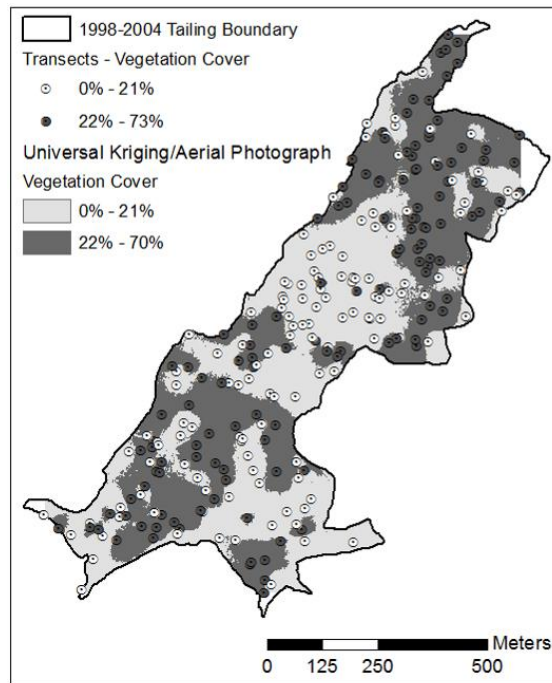 1998-2004 Tailing Boundary
Transects - Vegetation Cover
0% - 21%
22% - 73%
Universal Kriging/Aerial Photograph
Vegetation Cover
0% - 21%
22% - 70%
Meters
0 125 250 500